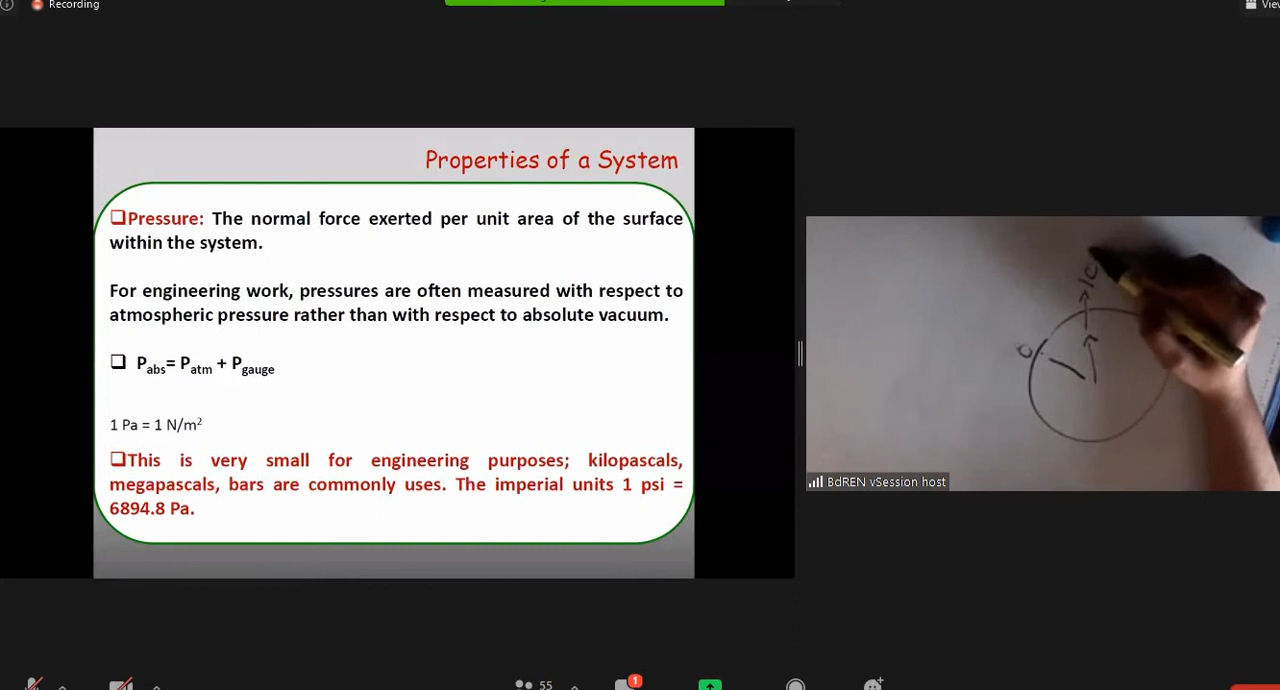 Recording
View
Properties of a System
❑Pressure: The normal force exerted per unit area of the surface
within the system.
For engineering work, pressures are often measured with respect to
atmospheric pressure rather than with respect to absolute vacuum.
❑ Pabs= Patm + Pgauge
1 Pa = 1 N/m²
❑This is very small for engineering purposes; kilopascals,
megapascals, bars are commonly uses. The imperial units 1 psi =
6894.8 Pa.
0
BdREN vSession host
55
1